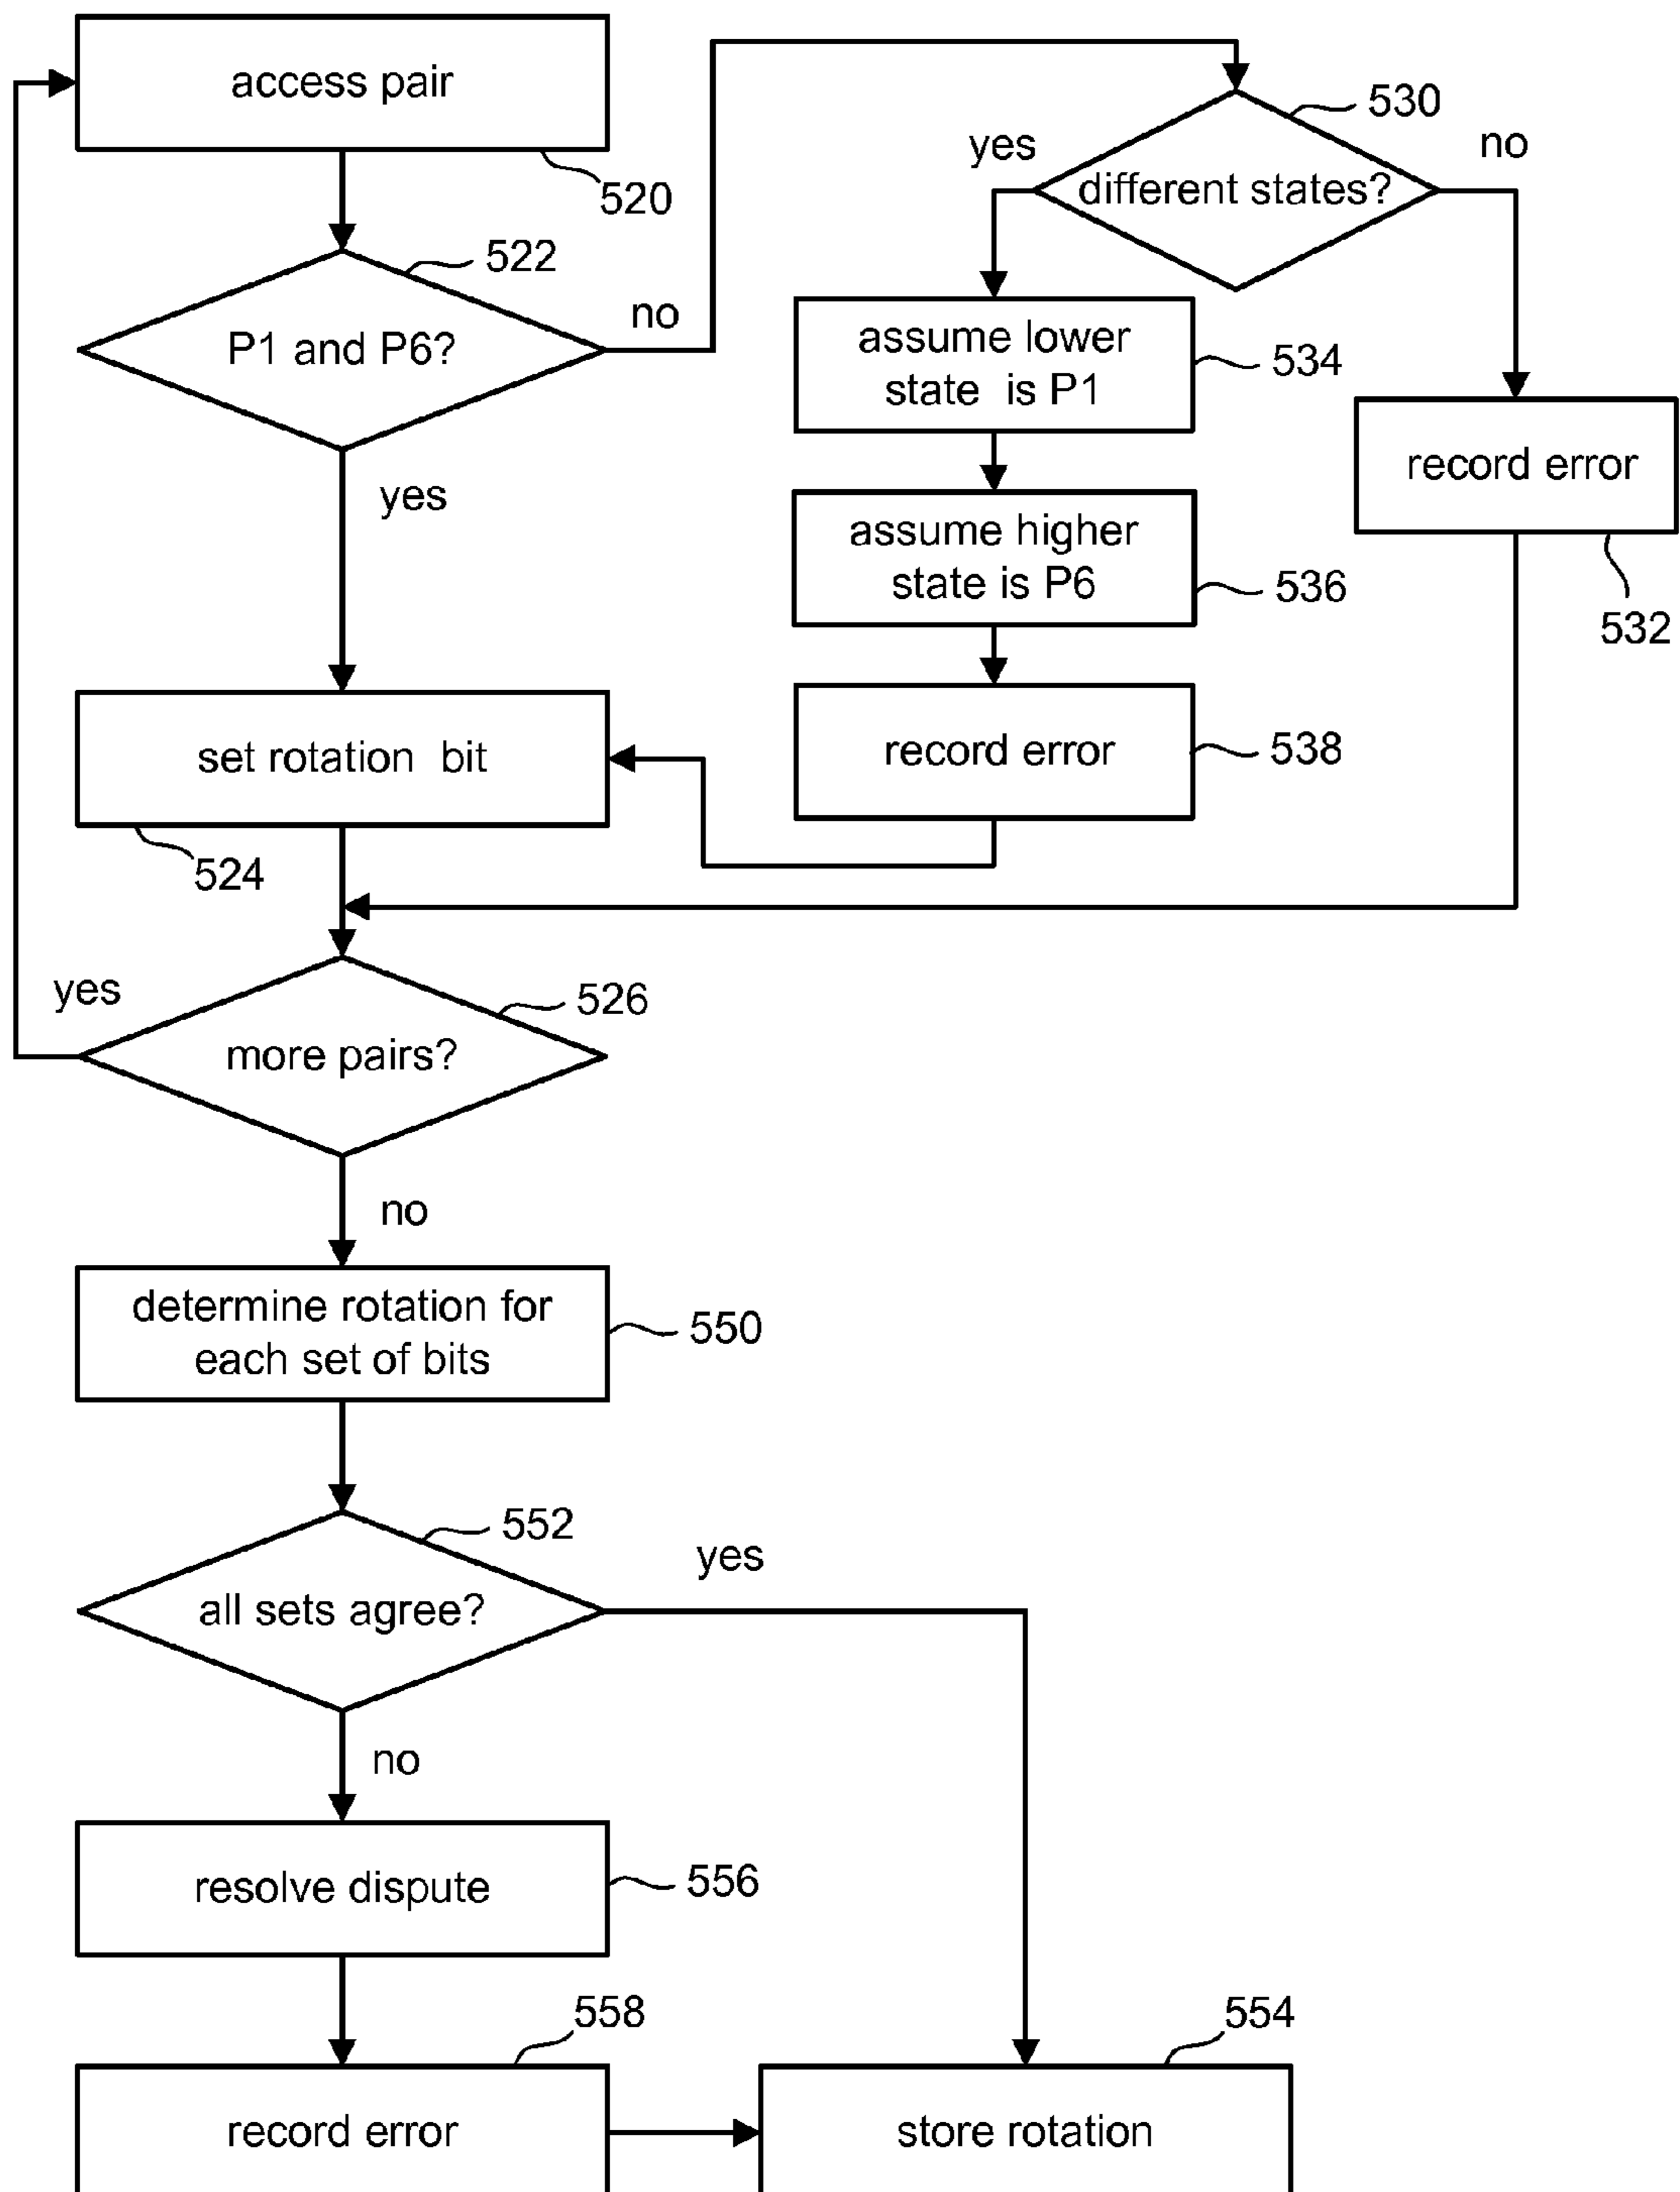 access pair
520
522
P1 and P6?
no
yes
530
yes
no
different states?
assume lower
state is P1
534
assume higher
state is P6
536
record error
532
record error
538
set rotation bit
524
yes
526
more pairs?
no
determine rotation for
each set of bits
550
552
yes
all sets agree?
no
resolve dispute
556
558
554
record error
store rotation